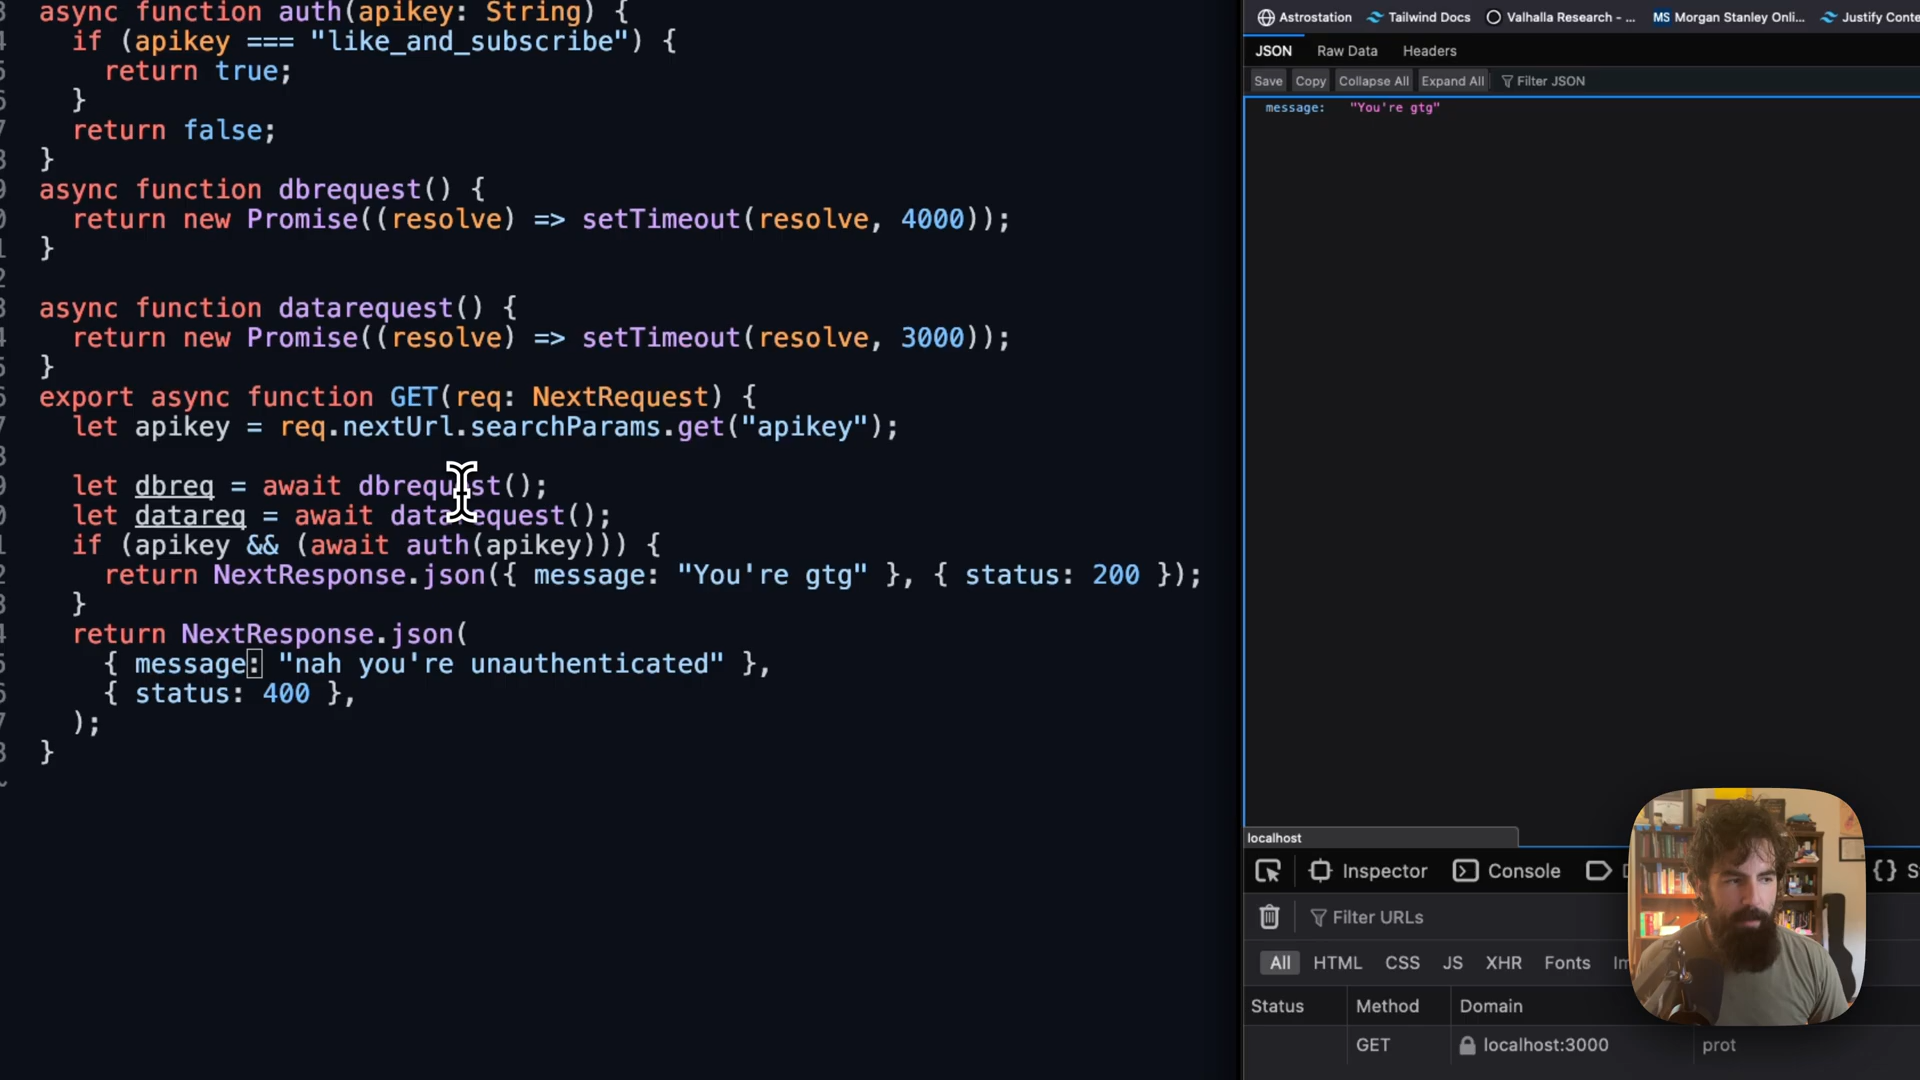 async function auth(apikey: String) {
if (apikey === "like_and_subscribe") {
return true;
}
return false;
}
async function dbrequest() {
return new Promise((resolve) => setTimeout(resolve, 4000));
}
async function datarequest() {
return new Promise((resolve) => setTimeout(resolve, 3000));
}
export async function GET(req: NextRequest) {
let apikey = req.nextUrl.searchParams.get("apikey");
let dbreq = await dbrequest();
let datareq = await datarequest();
if (apikey && (await auth(apikey))) {
return NextResponse.json({ message: "You're gtg" }, { status: 200 });
}
return NextResponse.json(
{ message: "nah you're unauthenticated" },
{ status: 400 },
);
}
Astrostation Tailwind Docs Valhalla Research - ... MS Morgan Stanley Onli... Justify Conte
JSON Raw Data Headers
Save Copy Collapse All Expand All Filter JSON
message: "You're gtg"
localhost
Inspector Console {} S
Filter URLs
All HTML CSS JS XHR Fonts Im
Status Method Domain
GET localhost:3000 prot